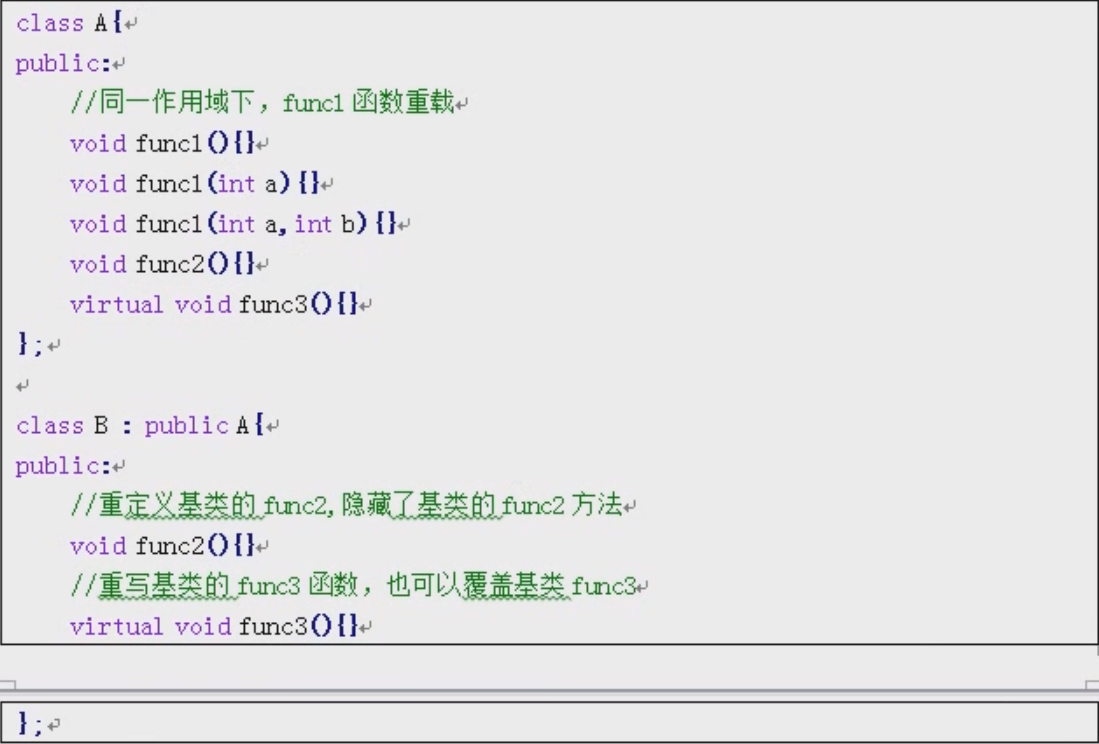 class A{↵
public:↵
//同一作用域下，func1 函数重载↵
void func1(){}↵
void func1(int a){}↵
void func1(int a,int b){}↵
void func2(){}↵
virtual void func3(){}↵
};↵
↵
class B : public A{↵
public:↵
//重定义基类的 func2,隐藏了基类的 func2 方法↵
void func2(){}↵
//重写基类的 func3 函数，也可以覆盖基类 func3↵
virtual void func3(){}↵
};↵